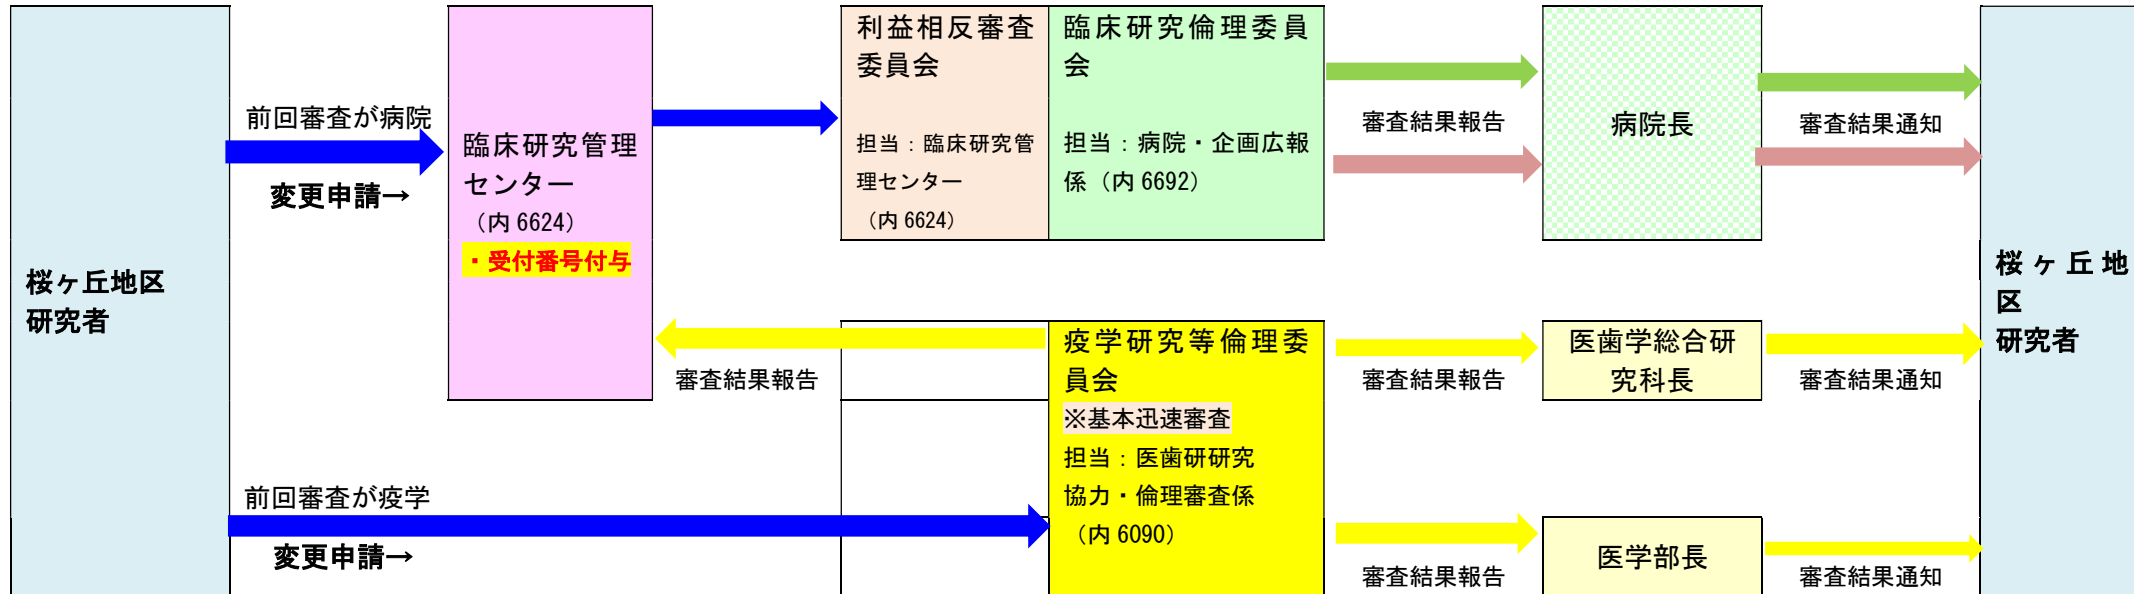 桜ヶ丘地区
研究者
前回審査が病院
変更申請→
前回審査が疫学
変更申請→
臨床研究管理
センター
（内 6624）
・受付番号付与
審査結果報告
利益相反審査
委員会
担当：臨床研究管
理センター
（内 6624）
臨床研究倫理委員
会
担当：病院・企画広報
係（内 6692）
疫学研究等倫理委
員会
※基本迅速審査
担当：医歯研研究
協力・倫理審査係
（内 6090）
審査結果報告
審査結果報告
審査結果報告
病院長
医歯学総合研
究科長
医学部長
審査結果通知
審査結果通知
審査結果通知
桜ヶ丘地
区
研究者